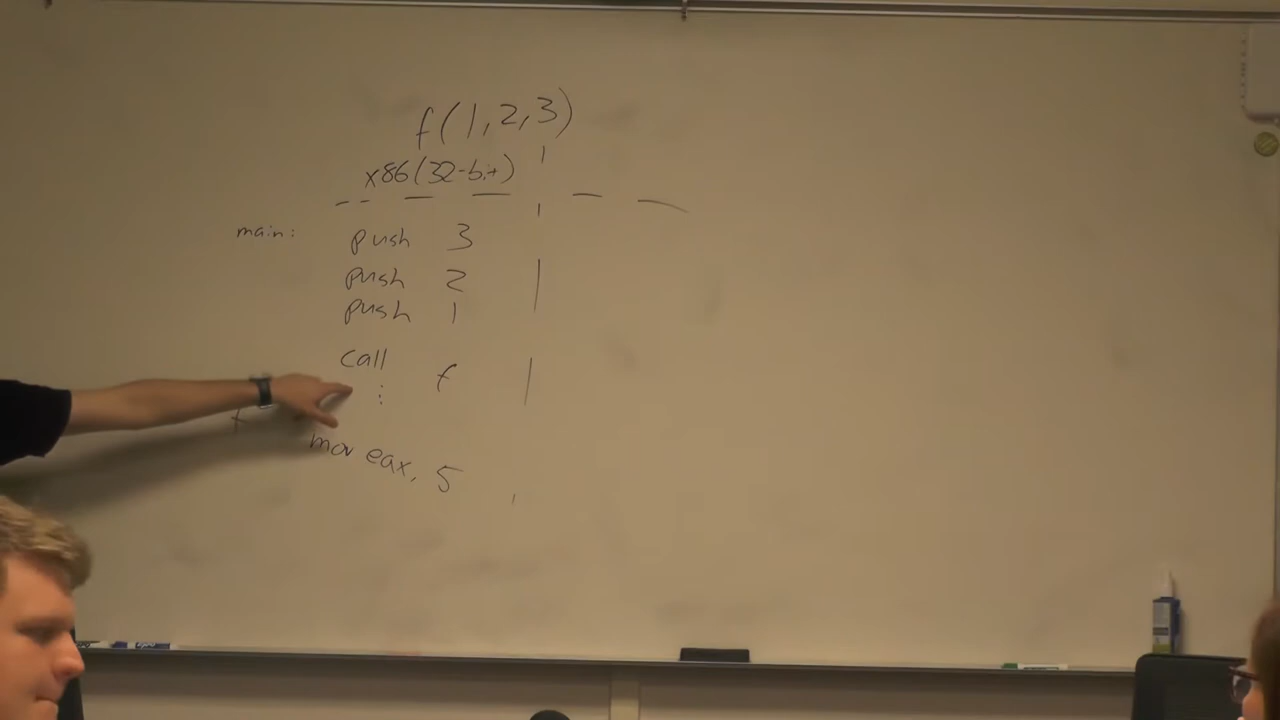 f(1,2,3)
x86(32-bit)
main: push 3
push 2
push 1
call f
⋮
mov eax, 5